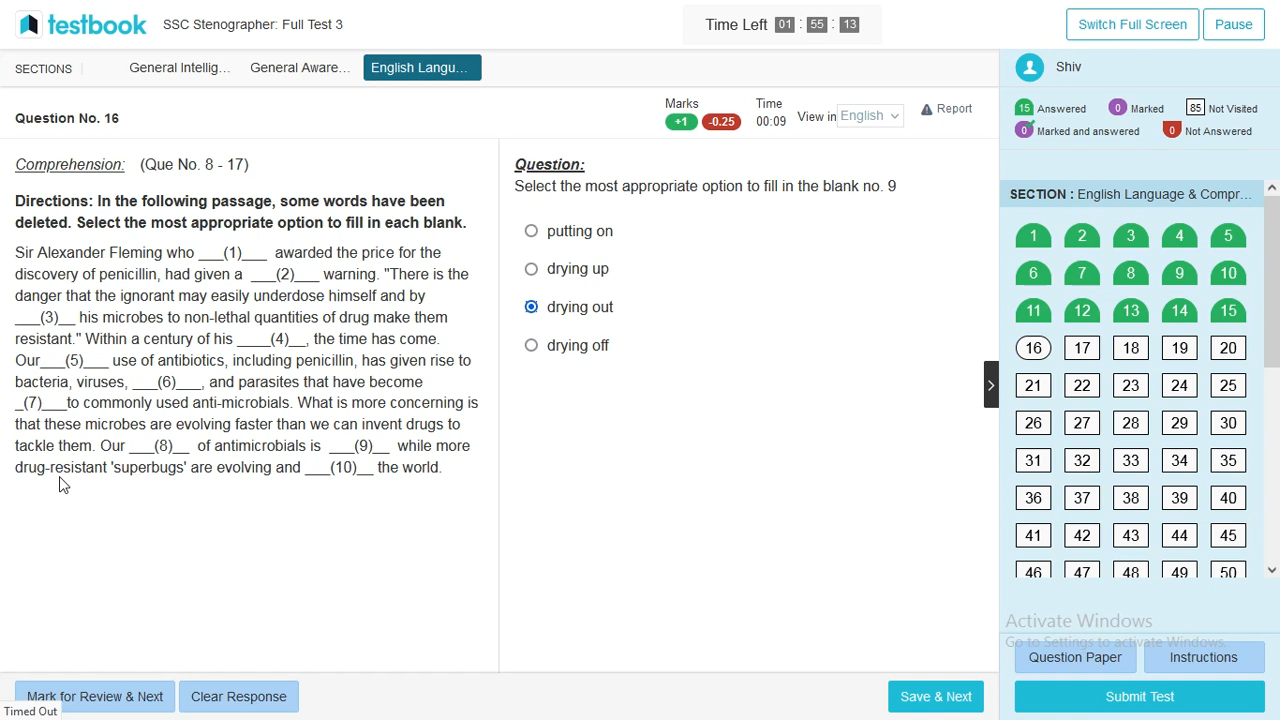 testbook SSC Stenographer: Full Test 3 Time Left 01 : 55 : 13 Switch Full Screen Pause
SECTIONS General Intellig... General Aware... English Langu... Shiv
Question No. 16 Marks +1 -0.25 Time 00:09 View in English Report
15 Answered 0 Marked 85 Not Visited
0 Marked and answered 0 Not Answered
Comprehension: (Que No. 8 - 17)
Directions: In the following passage, some words have been
deleted. Select the most appropriate option to fill in each blank.
Sir Alexander Fleming who ___(1)___ awarded the price for the
discovery of penicillin, had given a ___(2)___ warning. "There is the
danger that the ignorant may easily underdose himself and by
___(3)__ his microbes to non-lethal quantities of drug make them
resistant." Within a century of his ____(4)__, the time has come.
Our___(5)___ use of antibiotics, including penicillin, has given rise to
bacteria, viruses, ___(6)___, and parasites that have become
_(7)___to commonly used anti-microbials. What is more concerning is
that these microbes are evolving faster than we can invent drugs to
tackle them. Our ___(8)___ of antimicrobials is ___(9)__ while more
drug-resistant 'superbugs' are evolving and ___(10)__ the world.
Question:
Select the most appropriate option to fill in the blank no. 9
putting on
drying up
drying out
drying off
SECTION : English Language & Compr...
1 2 3 4 5
6 7 8 9 10
11 12 13 14 15
16 17 18 19 20
21 22 23 24 25
26 27 28 29 30
31 32 33 34 35
36 37 38 39 40
41 42 43 44 45
46 47 48 49 50
Activate Windows
Go to Settings to activate Windows.
Question Paper Instructions
Mark for Review & Next Clear Response Save & Next Submit Test
Timed Out